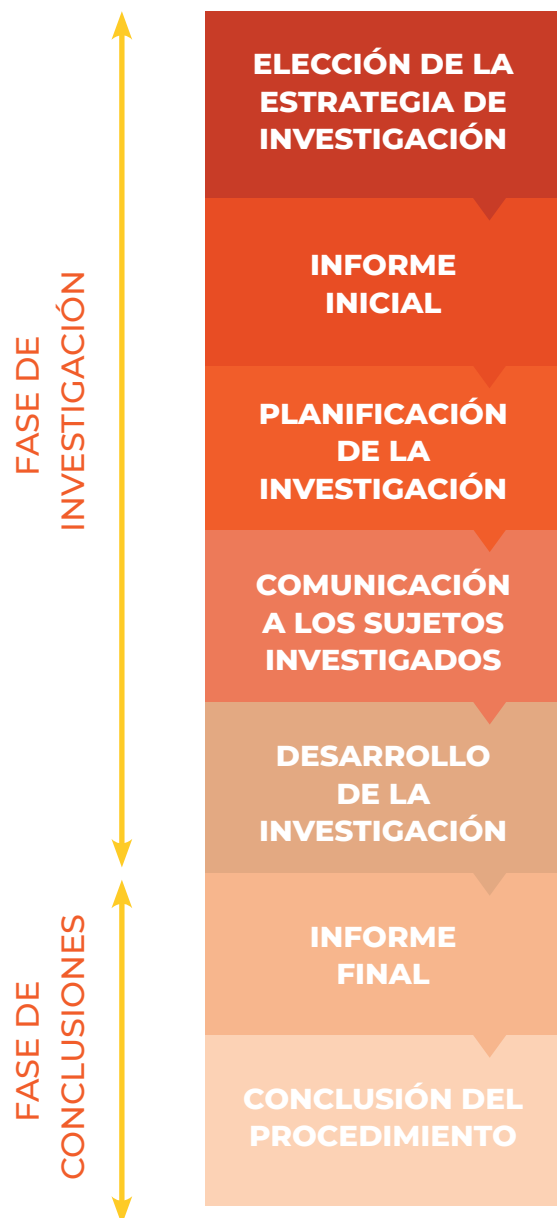 ELECCIÓN DE LA
ESTRATEGIA DE
INVESTIGACIÓN
INFORME
INICIAL
PLANIFICACIÓN
DE LA
INVESTIGACIÓN
COMUNICACIÓN
A LOS SUJETOS
INVESTIGADOS
DESARROLLO
DE LA
INVESTIGACIÓN
FASE DE
INVESTIGACIÓN
INFORME
FINAL
CONCLUSIÓN DEL
PROCEDIMIENTO
FASE DE
CONCLUSIONES